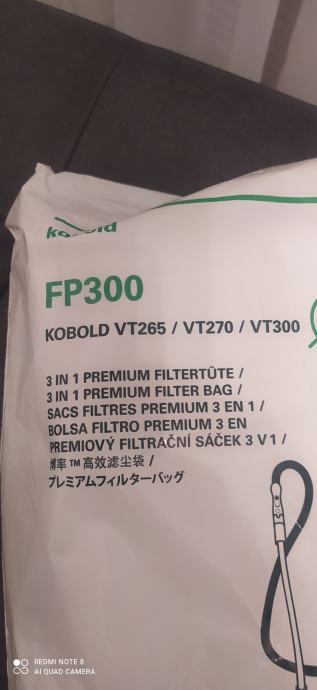 kobold
FP300
KOBOLD VT265 / VT270 / VT300
3 IN 1 PREMIUM FILTERTÜTE /
3 IN 1 PREMIUM FILTER BAG /
SACS FILTRES PREMIUM 3 EN 1 /
BOLSA FILTRO PREMIUM 3 EN
PREMIOVÝ FILTRAČNÍ SÁČEK 3 V 1 /
率 ™ 高效滤尘袋 /
プレミアムフィルターバッグ
REDMI NOTE 8
AI QUAD CAMERA